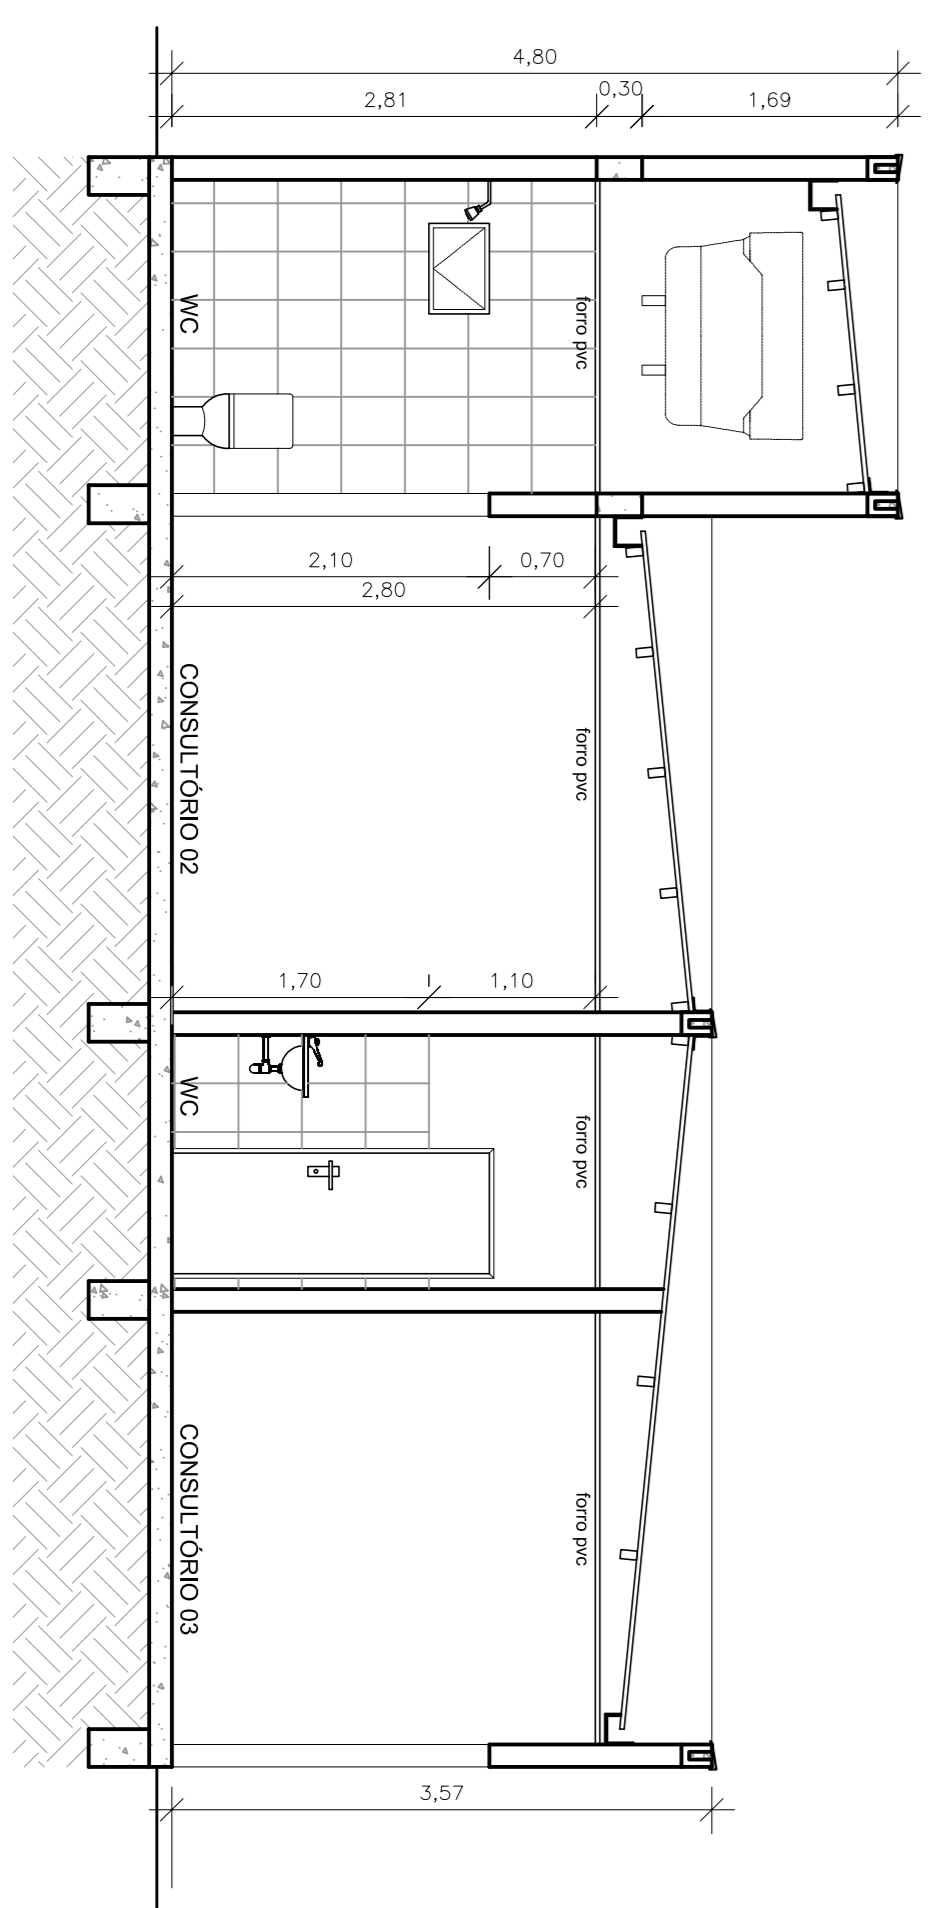 4,80
2,81
0,30
1,69
WC
forro pvc
2,10
0,70
2,80
CONSULTÓRIO 02
forro pvc
1,70
1,10
WC
forro pvc
CONSULTÓRIO 03
forro pvc
3,57